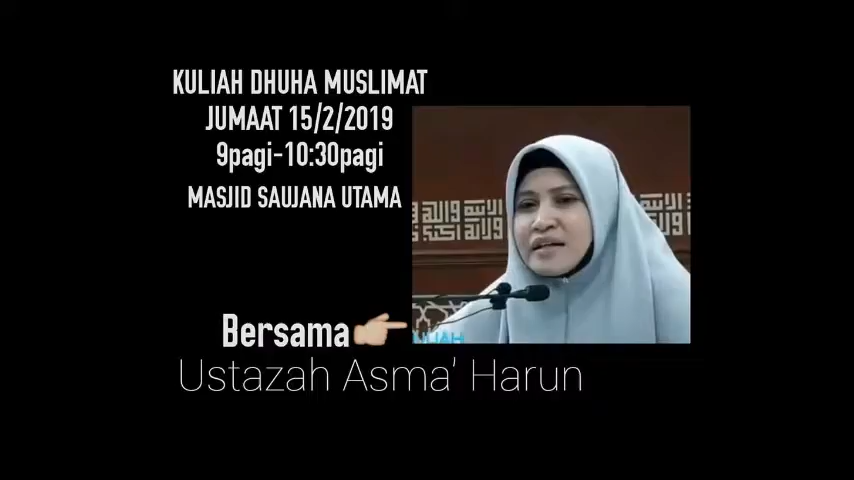 KULIAH DHUHA MUSLIMAT
JUMAAT 15/2/2019
9pagi-10:30pagi
MASJID SAUJANA UTAMA
Bersama
Ustazah Asma' Harun